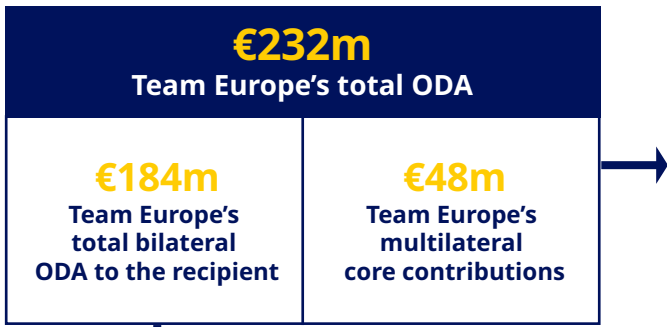 €232m
Team Europe’s total ODA
€184m
Team Europe’s
total bilateral
ODA to the recipient
€48m
Team Europe’s
multilateral
core contributions